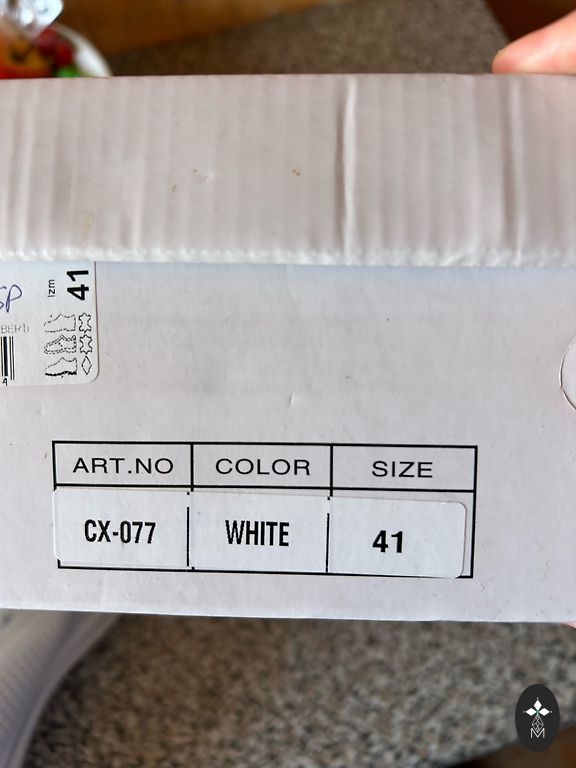 Izm
41
ART.NO COLOR SIZE
CX-077 WHITE 41
M